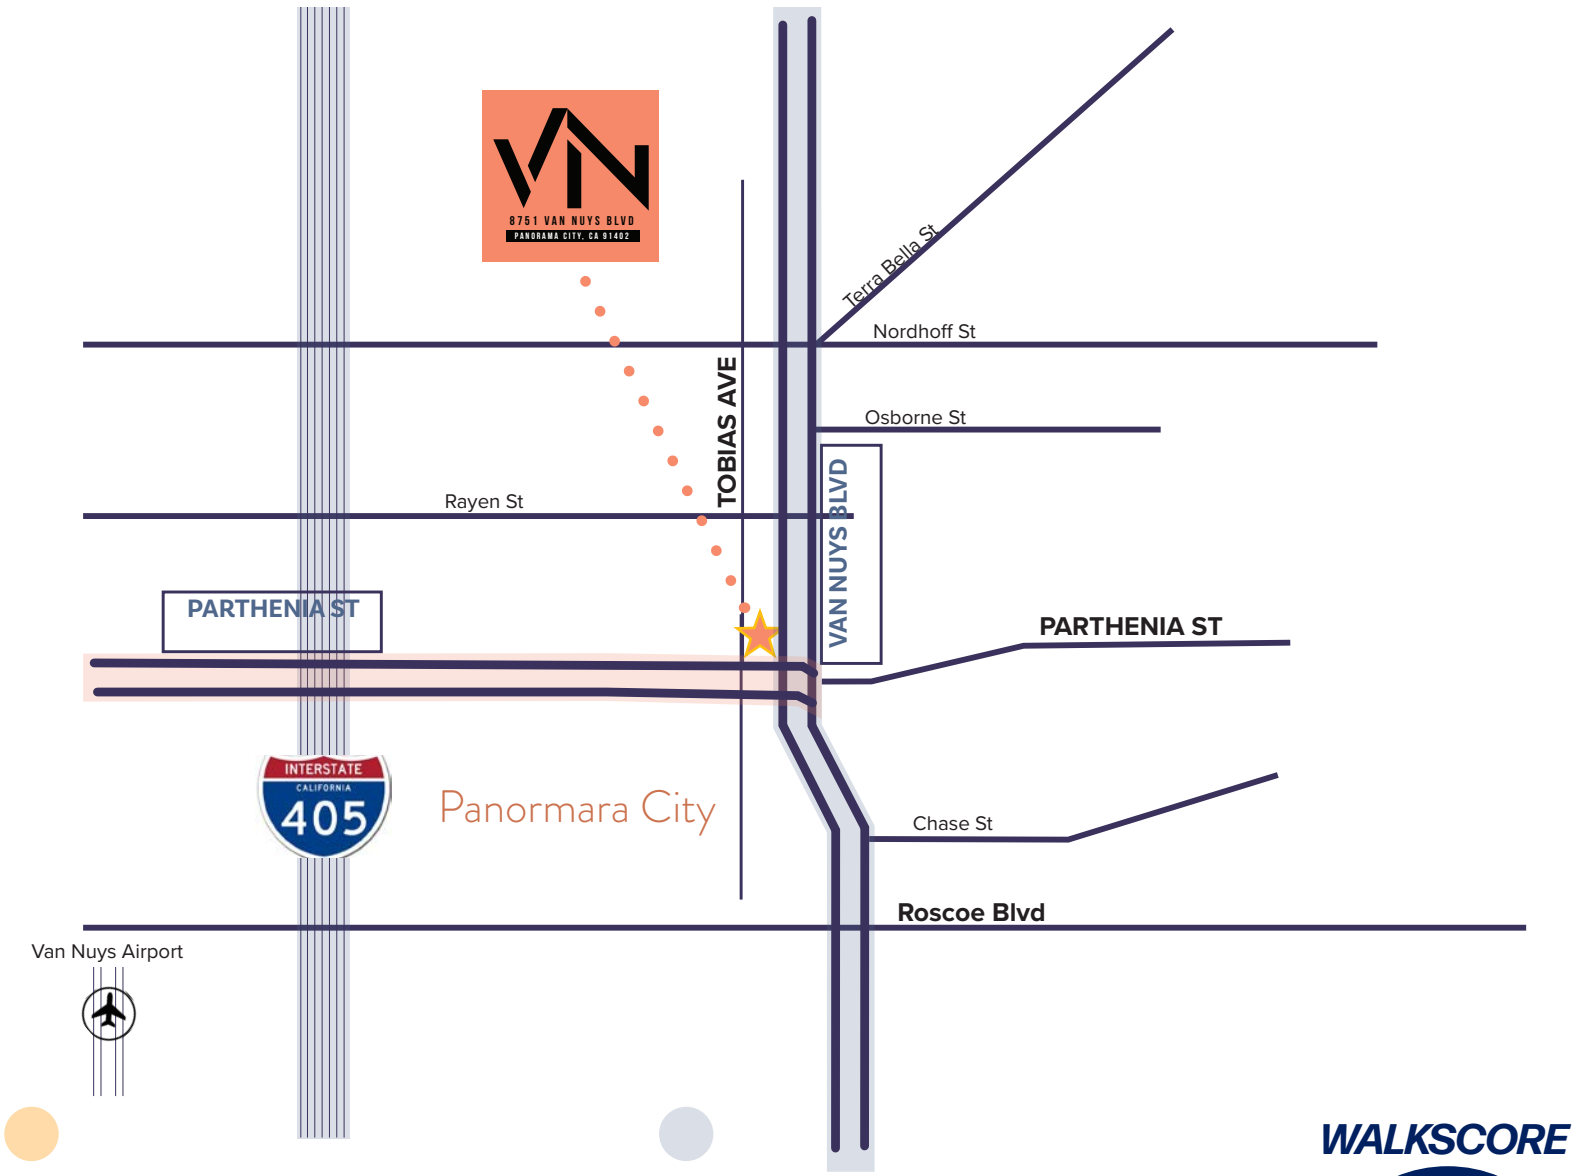 8751 VAN NUYS BLVD
PANORAMA CITY, CA 91402
Terra Bella St
Nordhoff St
TOBIAS AVE
Osborne St
VAN NUYS BLVD
Rayen St
PARTHENIA ST
PARTHENIA ST
INTERSTATE
CALIFORNIA
405
Panormara City
Chase St
Roscoe Blvd
Van Nuys Airport
WALKSCORE
VN